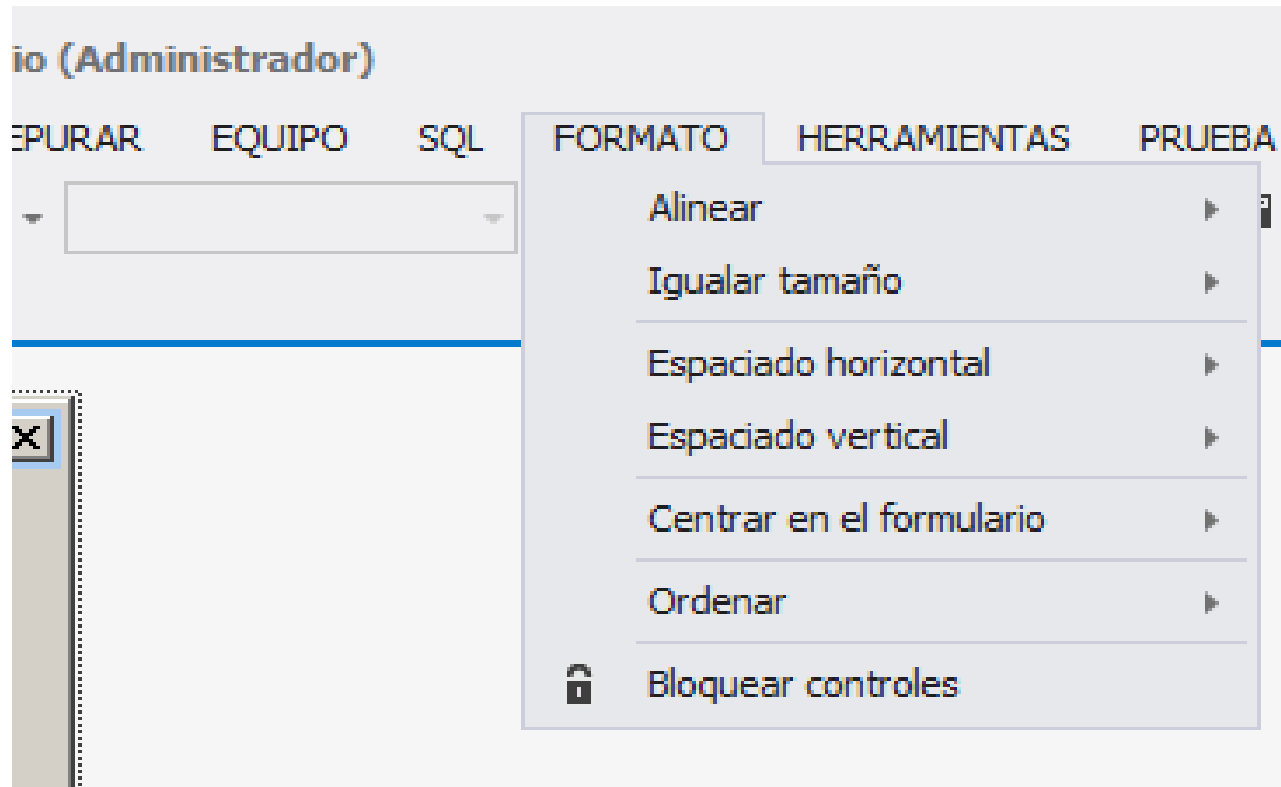 io (Administrador)
EPURAR EQUIPO SQL FORMATO HERRAMIENTAS PRUEBA
Alinear
Igualar tamaño
Espaciado horizontal
Espaciado vertical
Centrar en el formulario
Ordenar
Bloquear controles